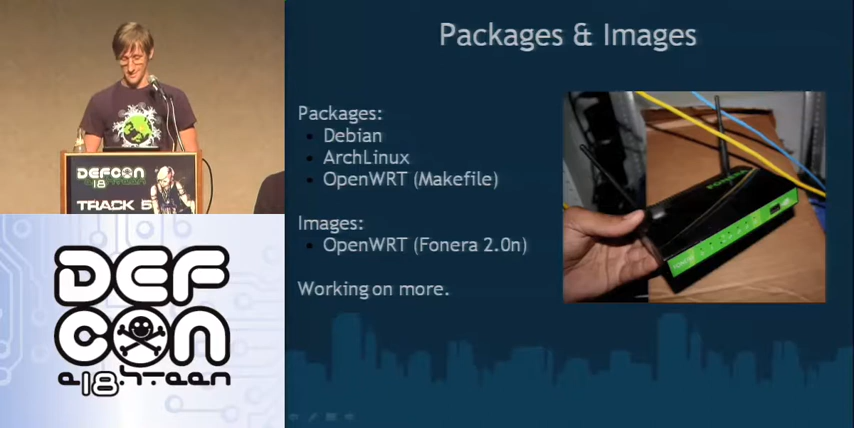 Packages & Images
Packages:
Debian
ArchLinux
OpenWRT (Makefile)
Images:
OpenWRT (Fonera 2.0n)
Working on more.
DEFCON
18
TRACK 5
DEF
CON
e18hteen